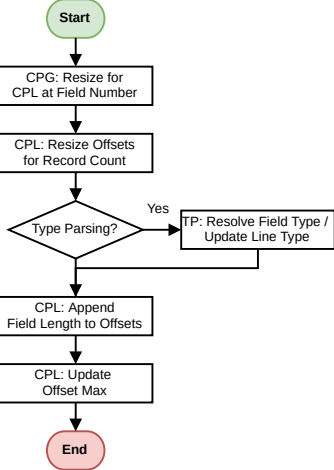 Start
CPG: Resize for
CPL at Field Number
CPL: Resize Offsets
for Record Count
Type Parsing?
Yes
TP: Resolve Field Type /
Update Line Type
CPL: Append
Field Length to Offsets
CPL: Update
Offset Max
End